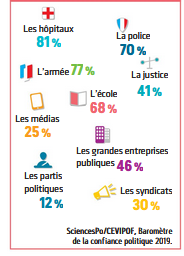 Les hôpitaux
81 %
La police
70 %
L'armée 77 %
La justice
41 %
L'école
68 %
Les médias
25 %
Les grandes entreprises
publiques 46 %
Les partis
politiques
12 %
Les syndicats
30 %
SciencesPo/CEVIPOF, Baromètre
de la confiance politique 2019.